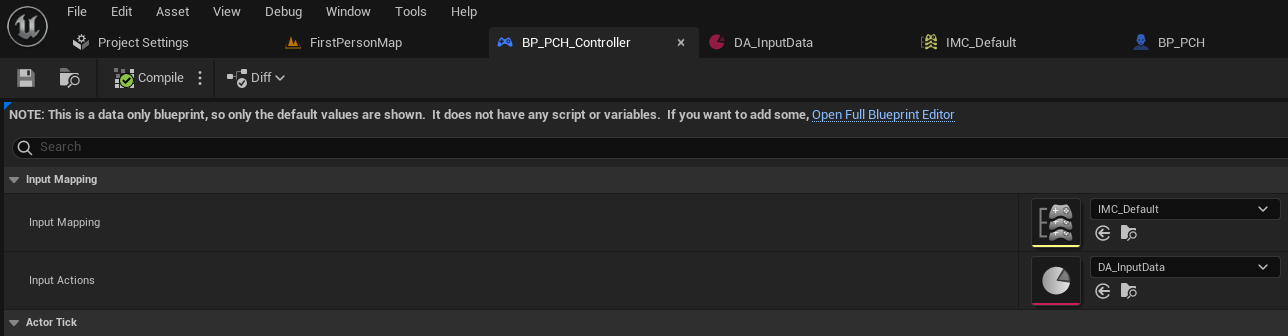 File Edit Asset View Debug Window Tools Help
Project Settings FirstPersonMap BP_PCH_Controller × DA_InputData IMC_Default BP_PCH
Compile Diff
NOTE: This is a data only blueprint, so only the default values are shown. It does not have any script or variables. If you want to add some, Open Full Blueprint Editor
Search
Input Mapping
Input Mapping IMC_Default
Input Actions DA_InputData
Actor Tick